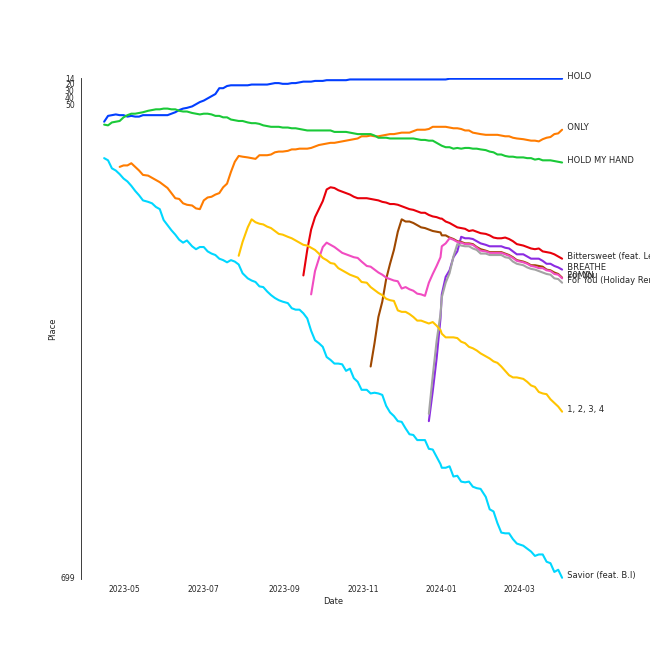 14
20
30
40
50
699
Place
2023-05
2023-07
2023-09
2023-11
2024-01
2024-03
Date
HOLO
ONLY
HOLD MY HAND
Bittersweet (feat. Le
BREATHE
For You (Holiday Rem
1, 2, 3, 4
Savior (feat. B.I)